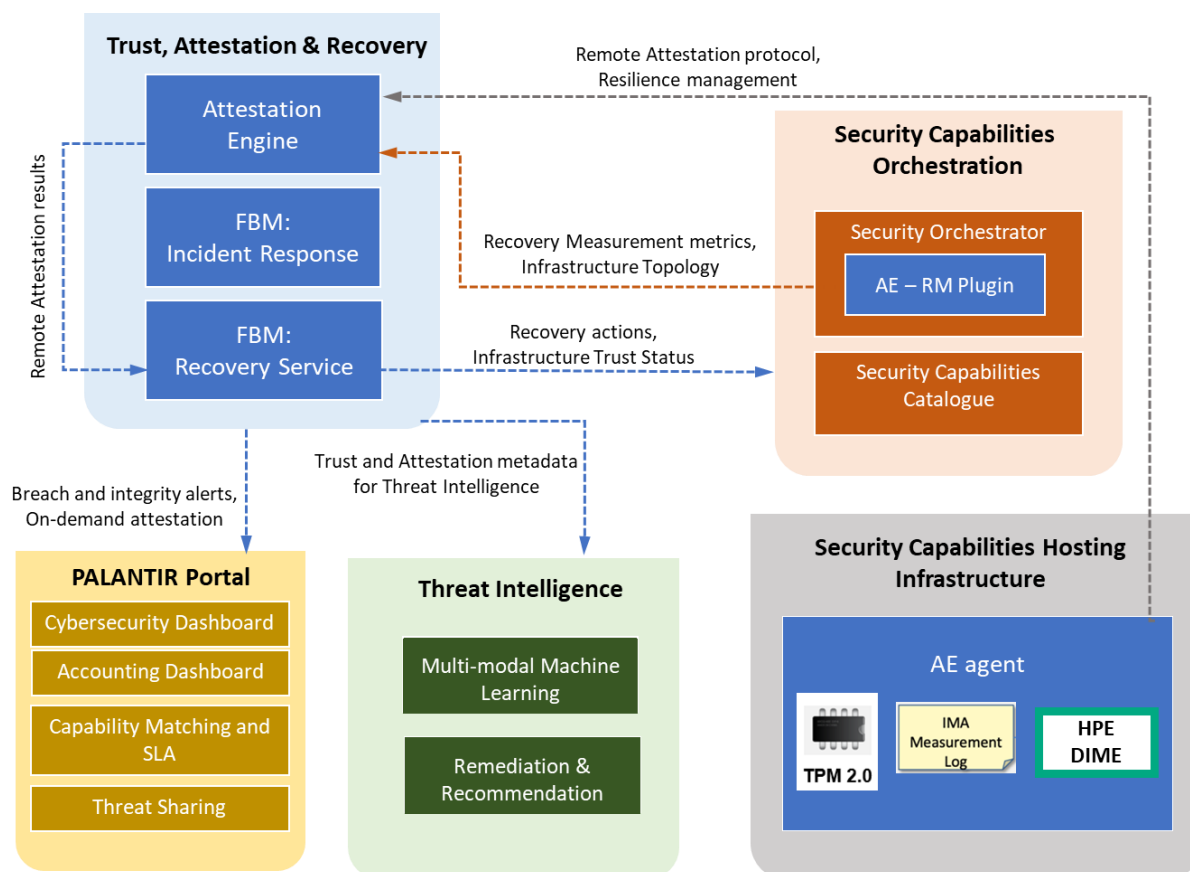 Trust, Attestation & Recovery
Attestation
Engine
FBM:
Incident Response
FBM:
Recovery Service
Remote Attestation results
Remote Attestation protocol,
Resilience management
Recovery Measurement metrics,
Infrastructure Topology
Recovery actions,
Infrastructure Trust Status
Security Capabilities
Orchestration
Security Orchestrator
AE – RM Plugin
Security Capabilities
Catalogue
Breach and integrity alerts,
On-demand attestation
Trust and Attestation metadata
for Threat Intelligence
PALANTIR Portal
Cybersecurity Dashboard
Accounting Dashboard
Capability Matching and
SLA
Threat Sharing
Threat Intelligence
Multi-modal Machine
Learning
Remediation &
Recommendation
Security Capabilities Hosting
Infrastructure
AE agent
TPM 2.0
IMA
Measurement
Log
HPE
DIME